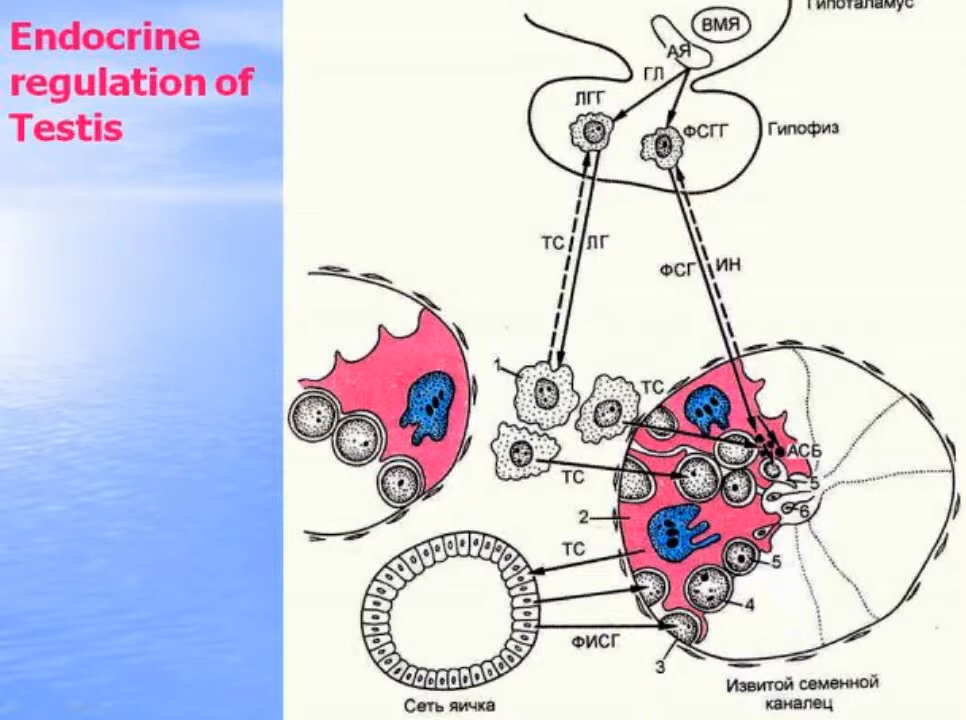 Endocrine
regulation of
Testis
Гипоталамус
ВМЯ
АЯ
ГЛ
ЛГГ
ФСГГ
Гипофиз
ТС
ЛГ
ФСГ
ИН
1
ТС
АСБ
ТС
5
6
2
ТС
5
4
ФИСГ
3
Извитой семенной
каналец
Сеть яичка